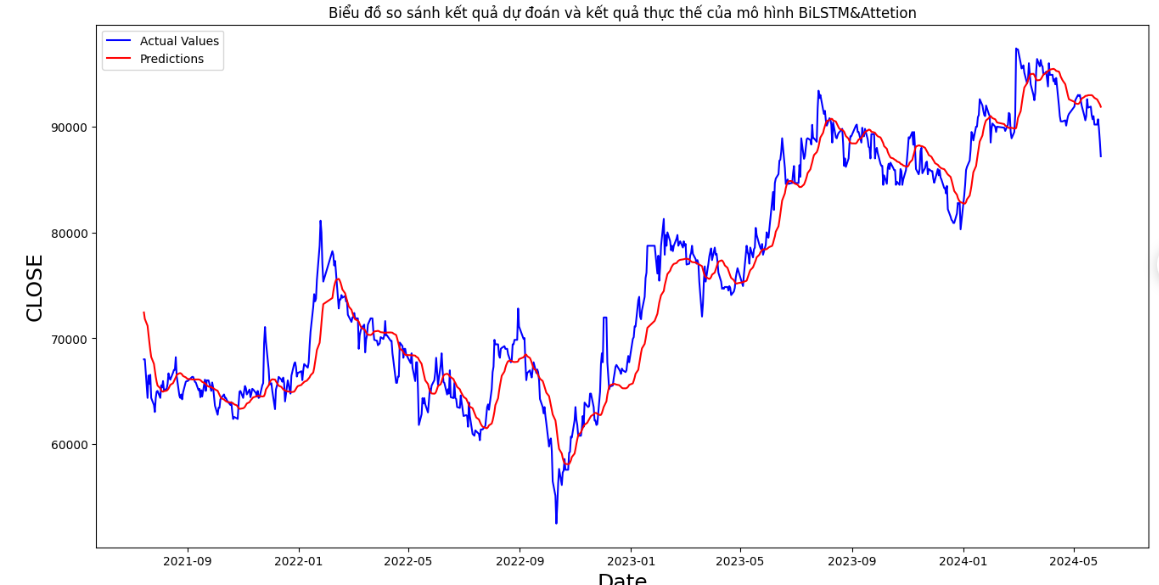 Biểu đồ so sánh kết quả dự đoán và kết quả thực thế của mô hình BiLSTM&Attetion
Actual Values
Predictions
CLOSE
90000
80000
70000
60000
2021-09 2022-01 2022-05 2022-09 2023-01 2023-05 2023-09 2024-01 2024-05
Date